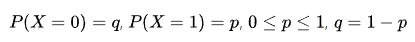 P(X = 0) = q, P(X = 1) = p, 0 ≤ p ≤ 1, q = 1 − p